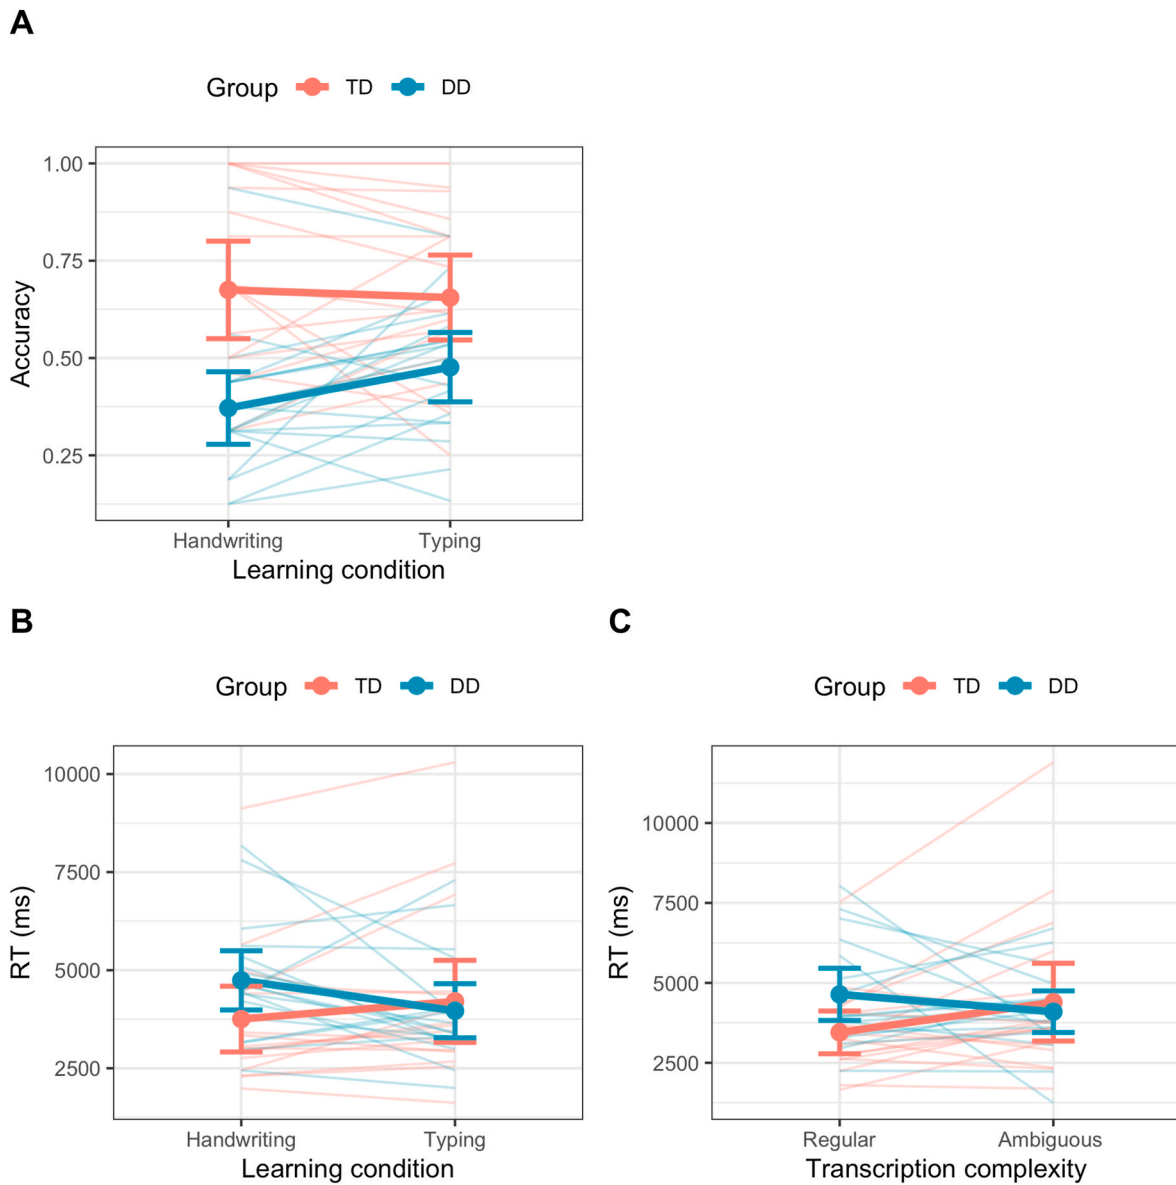 A
Group TD DD
1.00
0.75
0.50
0.25
Accuracy
Handwriting Typing
Learning condition
B
Group TD DD
10000
7500
5000
2500
RT (ms)
Handwriting Typing
Learning condition
C
Group TD DD
10000
7500
5000
2500
RT (ms)
Regular Ambiguous
Transcription complexity